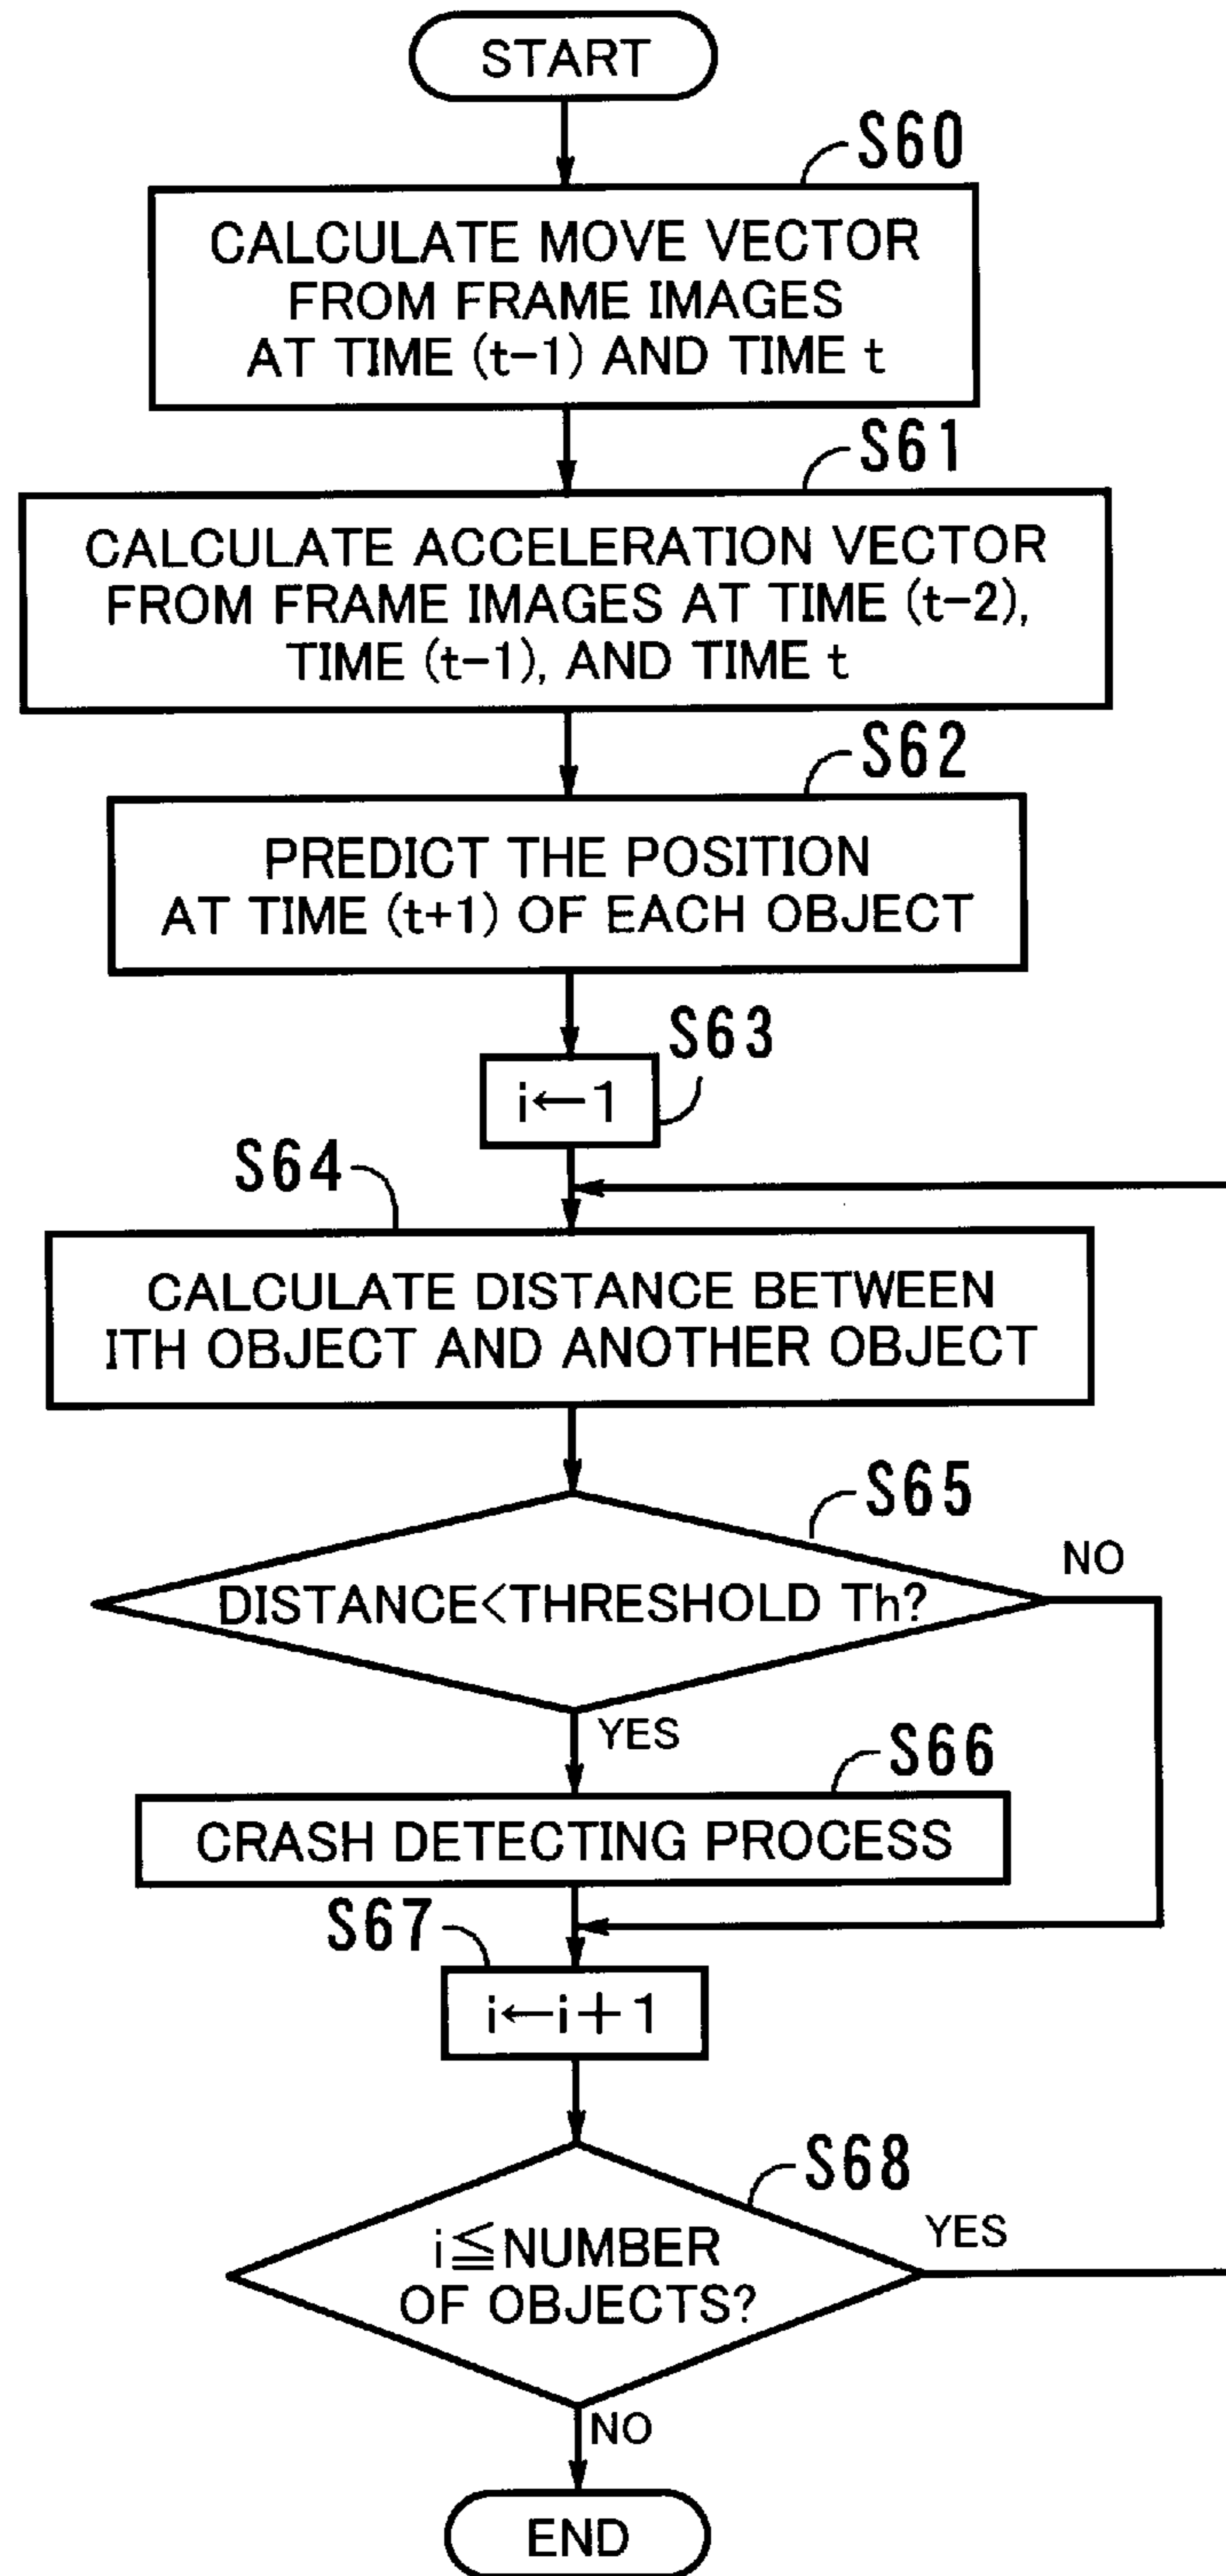 START
S60
CALCULATE MOVE VECTOR
FROM FRAME IMAGES
AT TIME (t-1) AND TIME t
S61
CALCULATE ACCELERATION VECTOR
FROM FRAME IMAGES AT TIME (t-2),
TIME (t-1), AND TIME t
S62
PREDICT THE POSITION
AT TIME (t+1) OF EACH OBJECT
S63
i←1
S64
CALCULATE DISTANCE BETWEEN
ITH OBJECT AND ANOTHER OBJECT
S65
NO
DISTANCE<THRESHOLD Th?
YES
S66
CRASH DETECTING PROCESS
S67
i←i+1
S68
YES
i≦NUMBER
OF OBJECTS?
NO
END